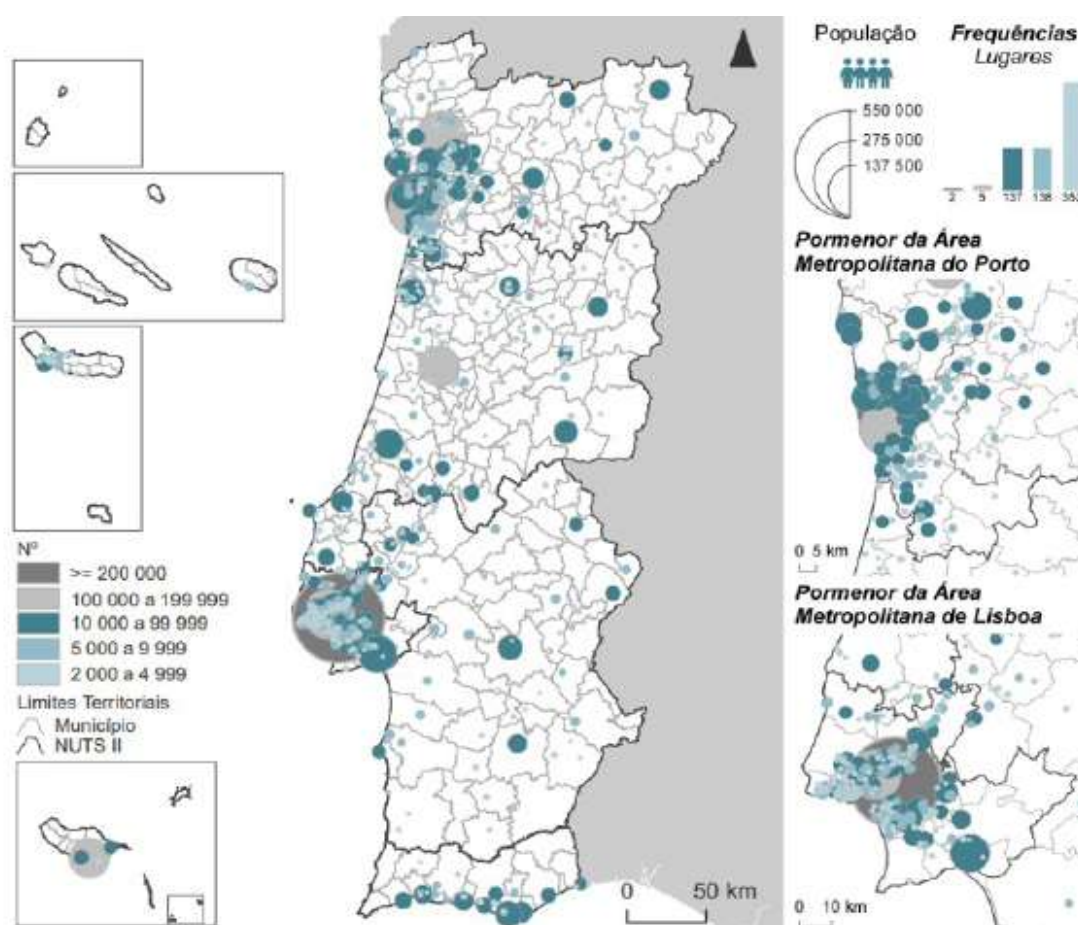 População
Frequências
Lugares
550 000
275 000
137 500
2 5 137 138
Pormenor da Área
Metropolitana do Porto
0 5 km
Pormenor da Área
Metropolitana de Lisboa
0 10 km
Nº
>= 200 000
100 000 a 199 999
10 000 a 99 999
5 000 a 9 999
2 000 a 4 999
Limites Territoriais
Município
NUTS II
0 50 km